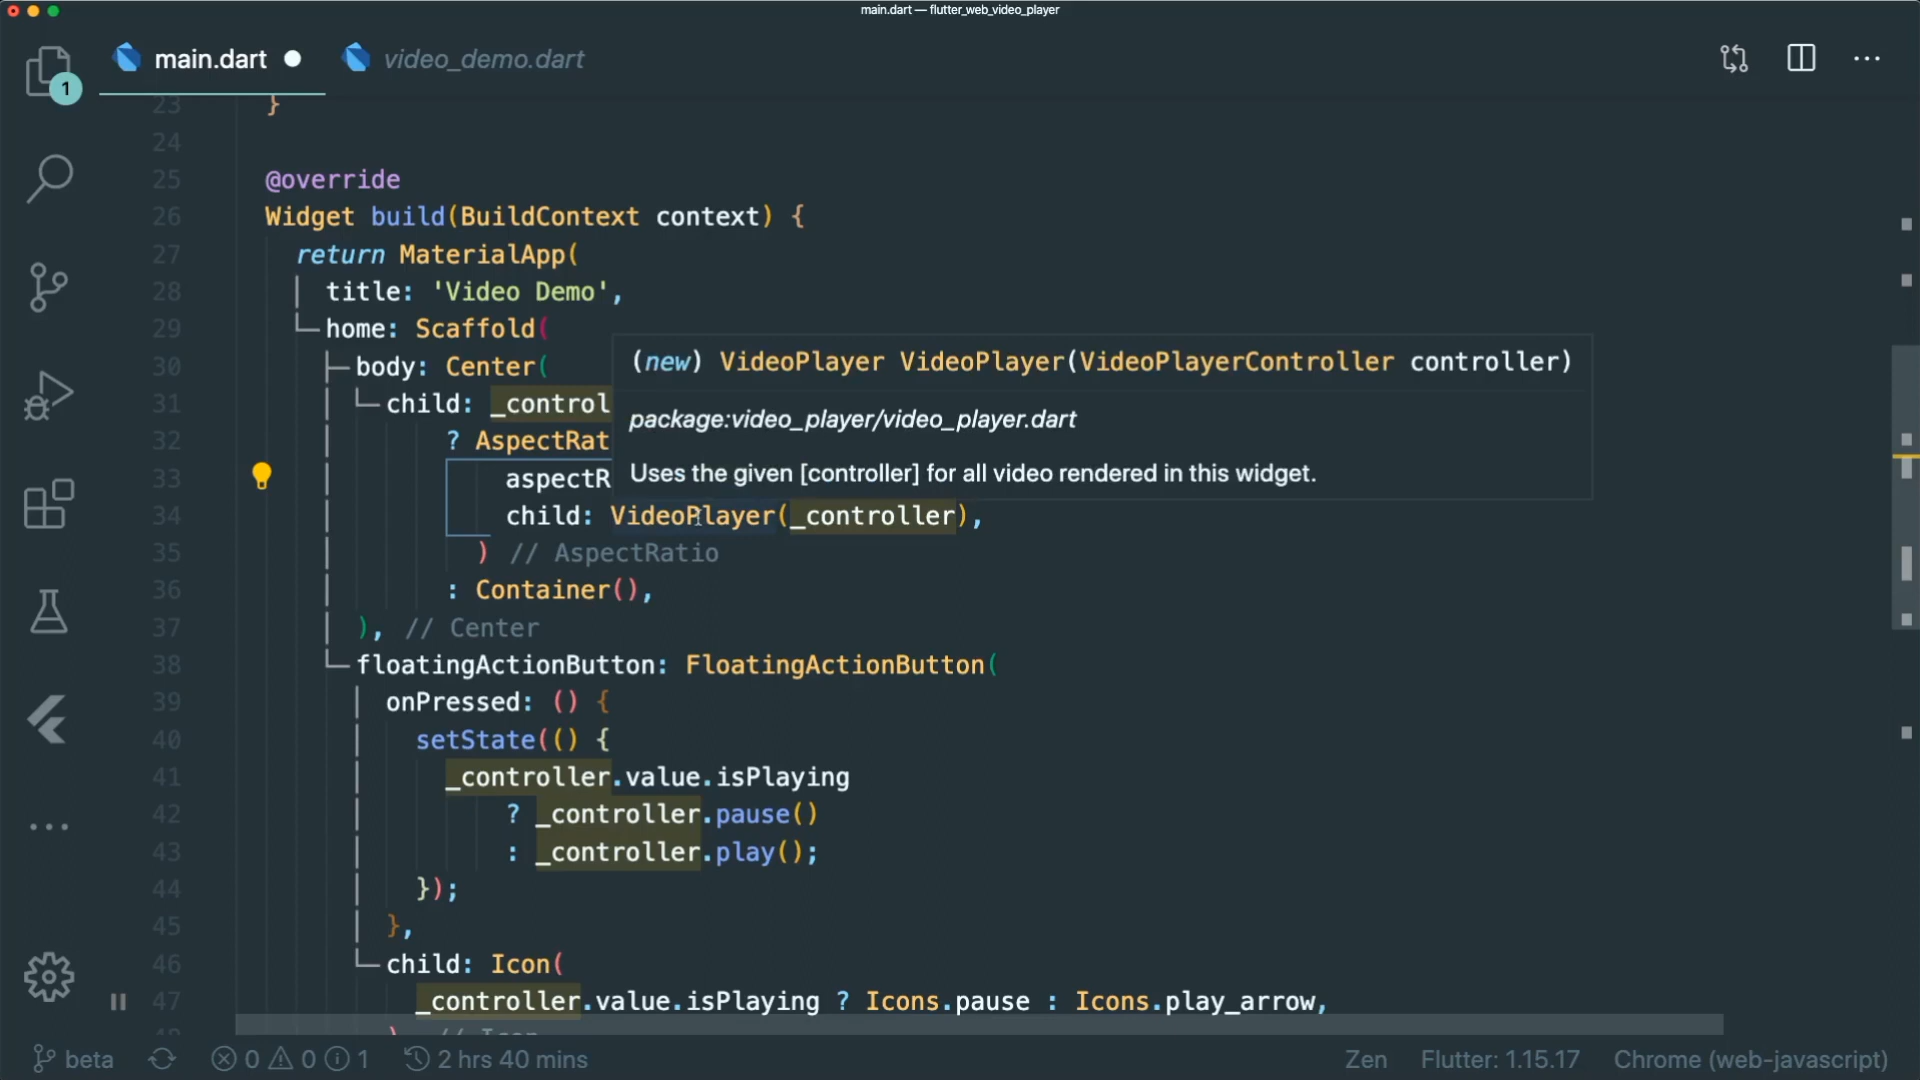 main.dart — flutter_web_video_player
main.dart
video_demo.dart
1
23 }
24
25 @override
26 Widget build(BuildContext context) {
27 return MaterialApp(
28 title: 'Video Demo',
29 home: Scaffold(
(new) VideoPlayer VideoPlayer(VideoPlayerController controller)
30 body: Center(
31 child: _control
package:video_player/video_player.dart
32 ? AspectRat
33 aspectR
Uses the given [controller] for all video rendered in this widget.
34 child: VideoPlayer(_controller),
35 ) // AspectRatio
36 : Container(),
37 ), // Center
38 floatingActionButton: FloatingActionButton(
39 onPressed: () {
40 setState(() {
41 _controller.value.isPlaying
42 ? _controller.pause()
43 : _controller.play();
44 });
45 },
46 child: Icon(
47 _controller.value.isPlaying ? Icons.pause : Icons.play_arrow,
48 ) // Icon
beta 0 0 1 2 hrs 40 mins Zen Flutter: 1.15.17 Chrome (web-javascript)